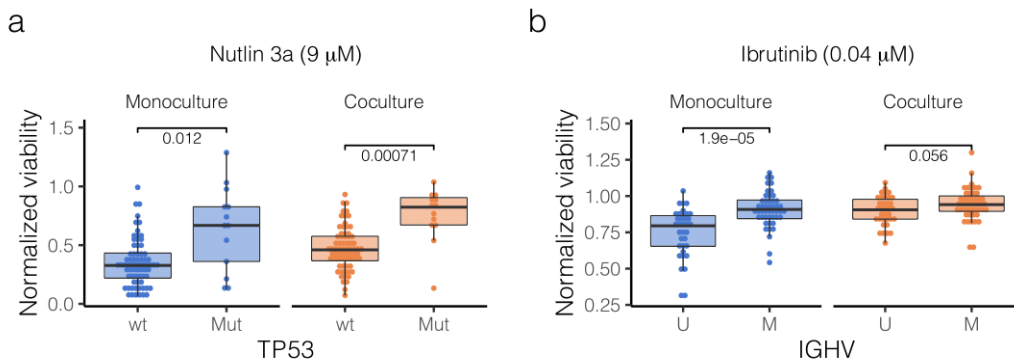 a
Nutlin 3a (9 μM)
Monoculture
Coculture
Normalized viability
1.5
1.0
0.5
0.0
0.012
0.00071
wt
Mut
wt
Mut
TP53
b
Ibrutinib (0.04 μM)
Monoculture
Coculture
Normalized viability
1.50
1.25
1.00
0.75
0.50
0.25
1.9e−05
0.056
U
M
U
M
IGHV